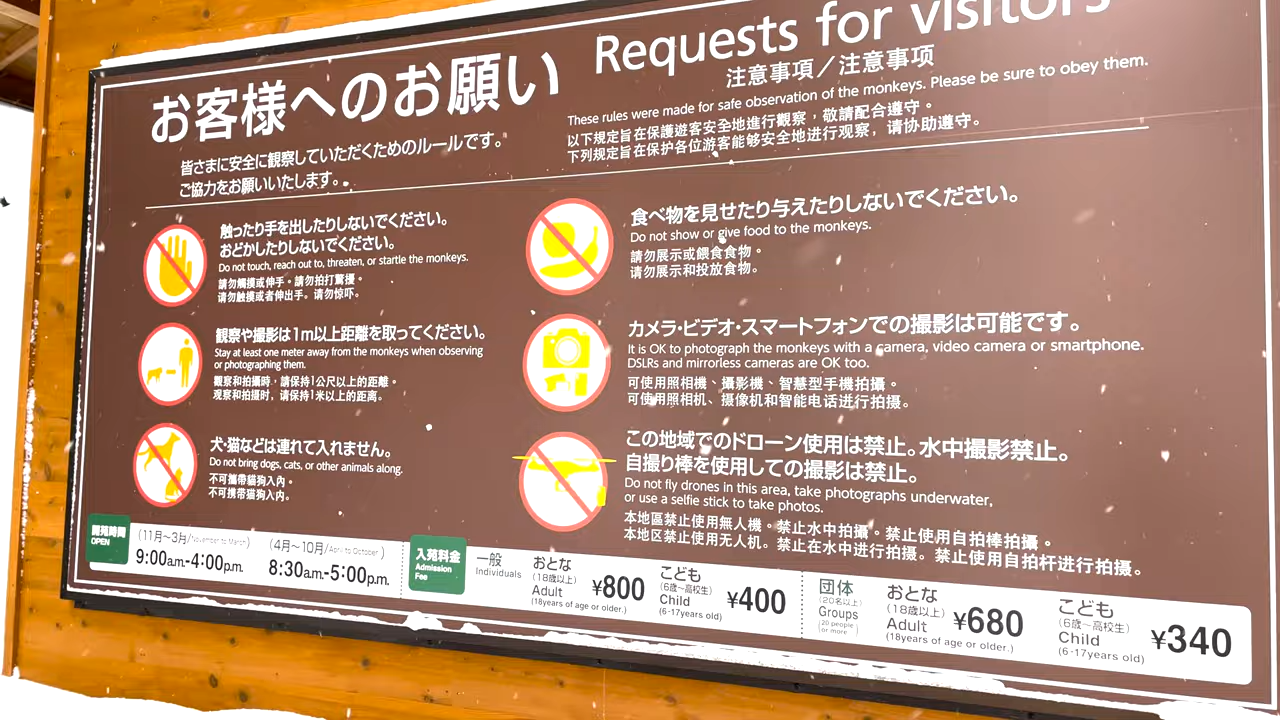 お客様へのお願い
Requests for visitors
注意事項／注意事项
皆さまに安全に観察していただくためのルールです。
ご協力をお願いいたします。
These rules were made for safe observation of the monkeys. Please be sure to obey them.
以下規定旨在保護遊客安全地進行觀察，敬請配合遵守。
下列规定旨在保护各位游客能够安全地进行观察，请协助遵守。
触ったり手を出したりしないでください。
おどかしたりしないでください。
Do not touch, reach out to, threaten, or startle the monkeys.
請勿觸摸或伸手。請勿拍打驚擾。
请勿触摸或者伸出手。请勿惊吓。
観察や撮影は1m以上距離を取ってください。
Stay at least one meter away from the monkeys when observing
or photographing them.
觀察和拍攝時，請保持1公尺以上的距離。
观察和拍摄时，请保持1米以上的距离。
犬・猫などは連れて入れません。
Do not bring dogs, cats, or other animals along.
不可攜帶貓狗入內。
不可携带猫狗入内。
食べ物を見せたり与えたりしないでください。
Do not show or give food to the monkeys.
請勿展示或餵食食物。
请勿展示和投放食物。
カメラ・ビデオ・スマートフォンでの撮影は可能です。
It is OK to photograph the monkeys with a camera, video camera or smartphone.
DSLRs and mirrorless cameras are OK too.
可使用照相機、攝影機、智慧型手機拍攝。
可使用照相机、摄像机和智能电话进行拍摄。
この地域でのドローン使用は禁止。水中撮影禁止。
自撮り棒を使用しての撮影は禁止。
Do not fly drones in this area, take photographs underwater,
or use a selfie stick to take photos.
本地區禁止使用無人機。禁止水中拍攝。禁止使用自拍棒拍攝。
本地区禁止使用无人机。禁止在水中进行拍摄。禁止使用自拍杆进行拍摄。
開苑時間
OPEN
(11月～3月/November to March)
9:00a.m-4:00p.m.
(4月～10月/April to October)
8:30a.m-5:00p.m.
入苑料金
Admission
Fee
一般
Individuals
おとな
(18歳以上)
Adult
(18years of age or older.)
¥800
こども
(6歳～高校生)
Child
(6-17years old)
¥400
団体
(20名以上)
Groups
(20 people
or more)
おとな
(18歳以上)
Adult
(18years of age or older.)
¥680
こども
(6歳～高校生)
Child
(6-17years old)
¥340